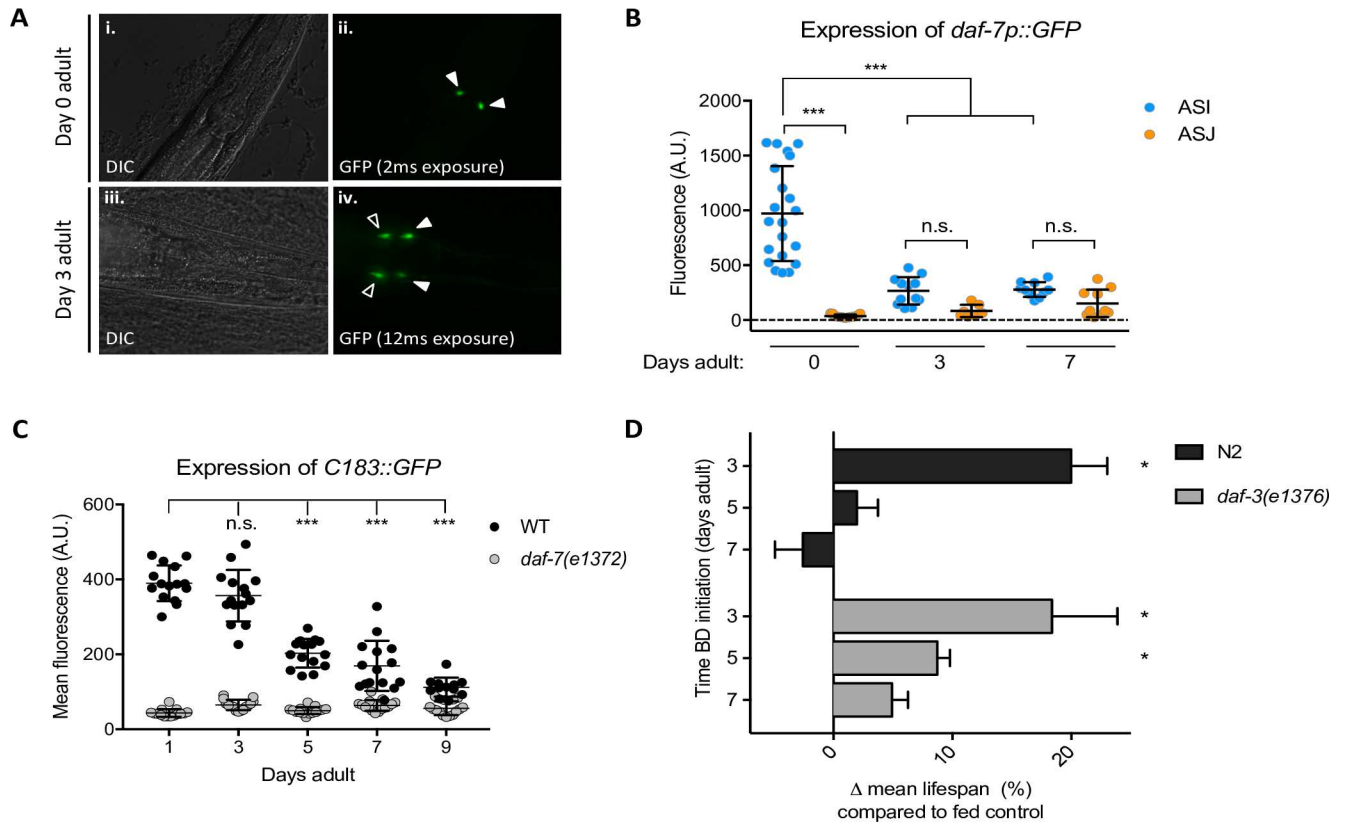 A
Day 0 adult
Day 3 adult
i.
DIC
ii.
GFP (2ms exposure)
iii.
DIC
iv.
GFP (12ms exposure)
B
Expression of daf-7p::GFP
***
***
n.s.
n.s.
ASI
ASJ
Fluorescence (A.U.)
2000
1500
1000
500
0
Days adult:
0
3
7
C
Expression of C183::GFP
n.s.
***
***
***
WT
daf-7(e1372)
Mean fluorescence (A.U.)
600
400
200
0
1
3
5
7
9
Days adult
D
N2
daf-3(e1376)
Time BD initiation (days adult)
3
*
5
7
3
*
5
*
7
0
10
20
Δ mean lifespan (%)
compared to fed control